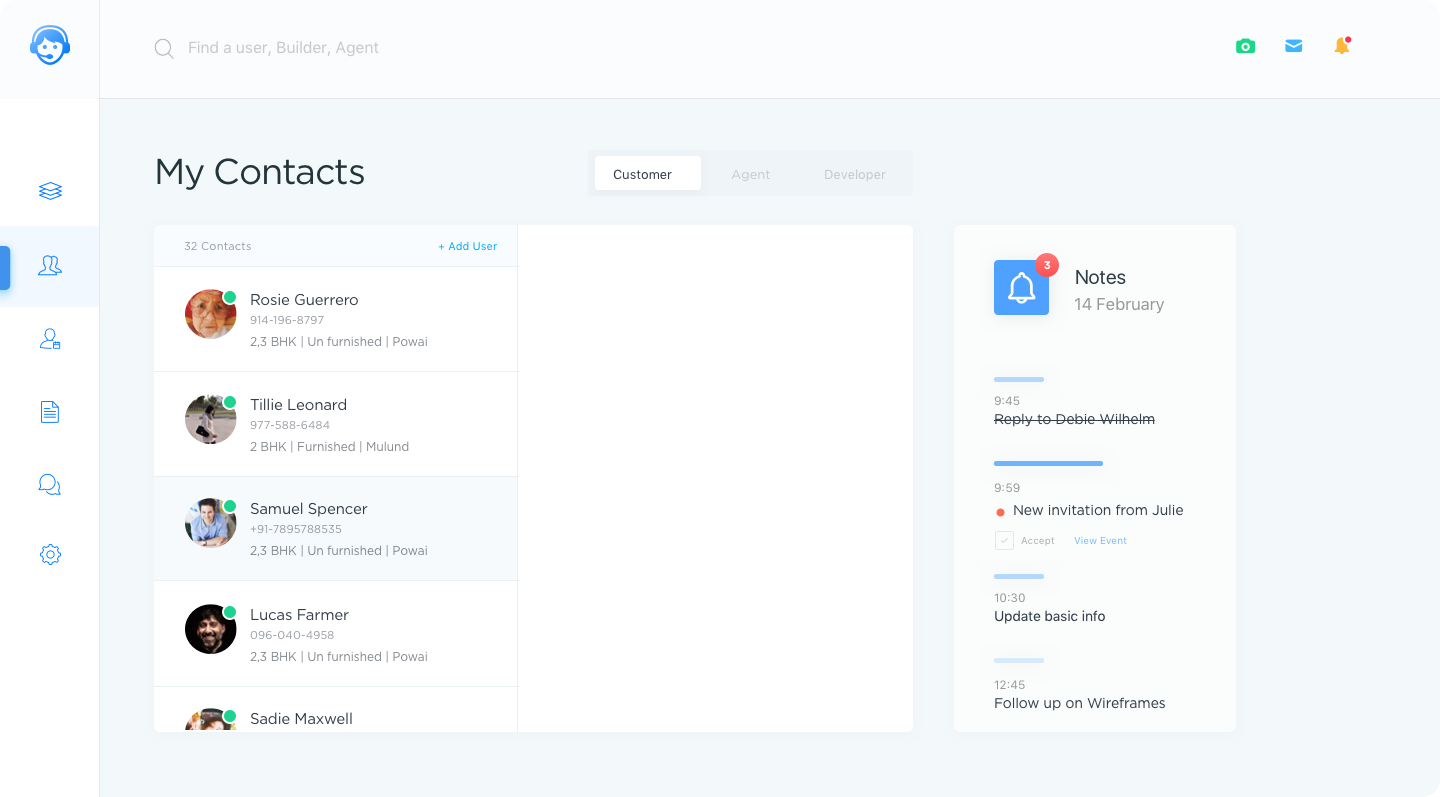 Find a user, Builder, Agent
My Contacts
Customer
Agent
Developer
32 Contacts
+ Add User
Rosie Guerrero
914-196-8797
2,3 BHK | Un furnished | Powai
Tillie Leonard
977-588-6484
2 BHK | Furnished | Mulund
Samuel Spencer
+91-7895788535
2,3 BHK | Un furnished | Powai
Lucas Farmer
096-040-4958
2,3 BHK | Un furnished | Powai
Sadie Maxwell
3
Notes
14 February
9:45
Reply to Debie Wilhelm
9:59
New invitation from Julie
Accept
View Event
10:30
Update basic info
12:45
Follow up on Wireframes